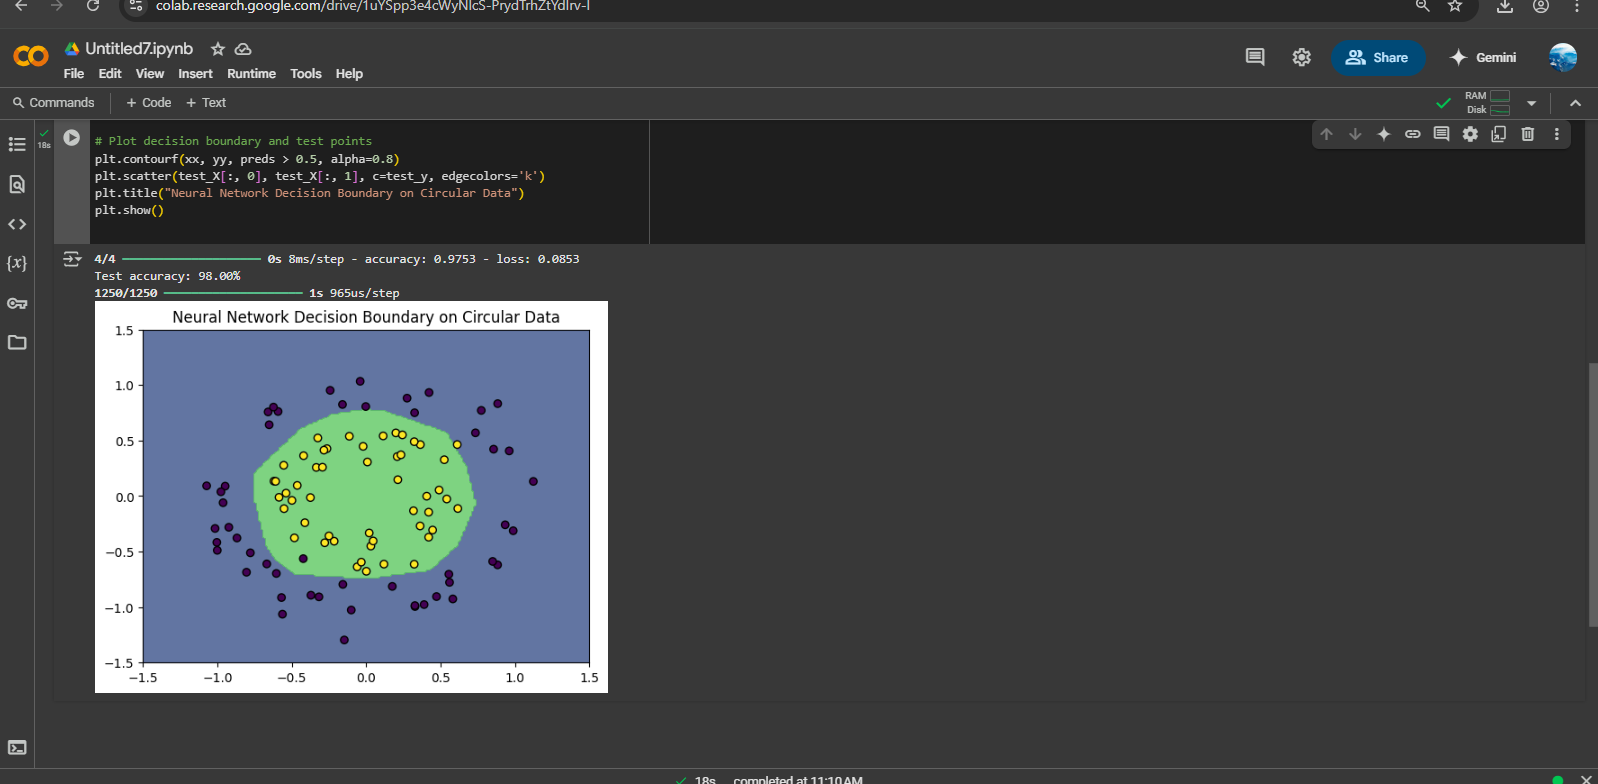 colab.research.google.com/drive/1uYSpp3e4cWyNlcS-PrydTrhZtYdIrv-I
Untitled7.ipynb
File Edit View Insert Runtime Tools Help
Share
Gemini
Commands + Code + Text
RAM
Disk
18s
# Plot decision boundary and test points
plt.contourf(xx, yy, preds > 0.5, alpha=0.8)
plt.scatter(test_X[:, 0], test_X[:, 1], c=test_y, edgecolors='k')
plt.title("Neural Network Decision Boundary on Circular Data")
plt.show()
4/4 0s 8ms/step - accuracy: 0.9753 - loss: 0.0853
Test accuracy: 98.00%
1250/1250 1s 965us/step
Neural Network Decision Boundary on Circular Data
1.5
1.0
0.5
0.0
−0.5
−1.0
−1.5
−1.5 −1.0 −0.5 0.0 0.5 1.0 1.5
18s completed at 11:10 AM